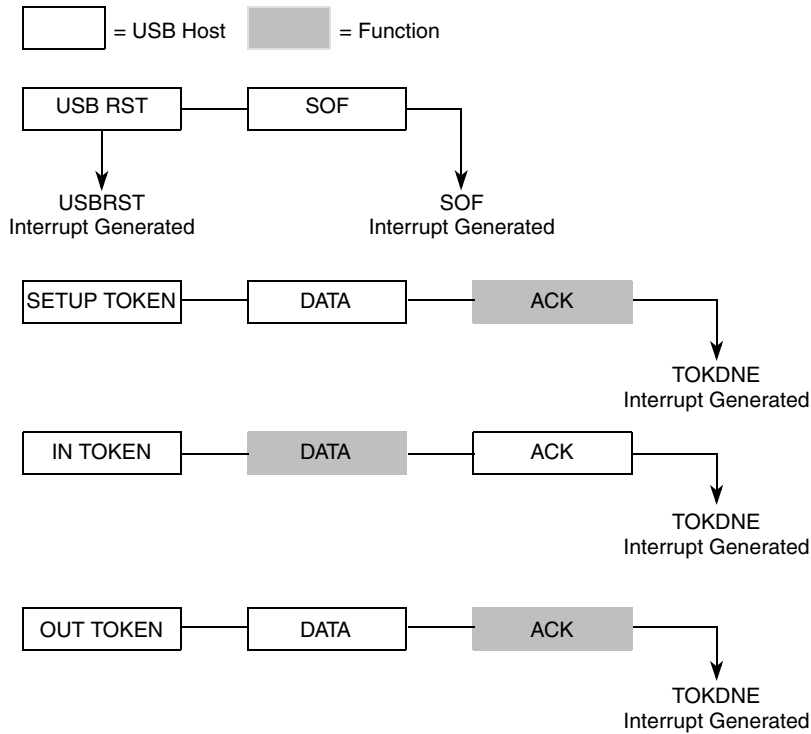 = USB Host
= Function
USB RST
SOF
USBRST
Interrupt Generated
SOF
Interrupt Generated
SETUP TOKEN
DATA
ACK
TOKDNE
Interrupt Generated
IN TOKEN
DATA
ACK
TOKDNE
Interrupt Generated
OUT TOKEN
DATA
ACK
TOKDNE
Interrupt Generated